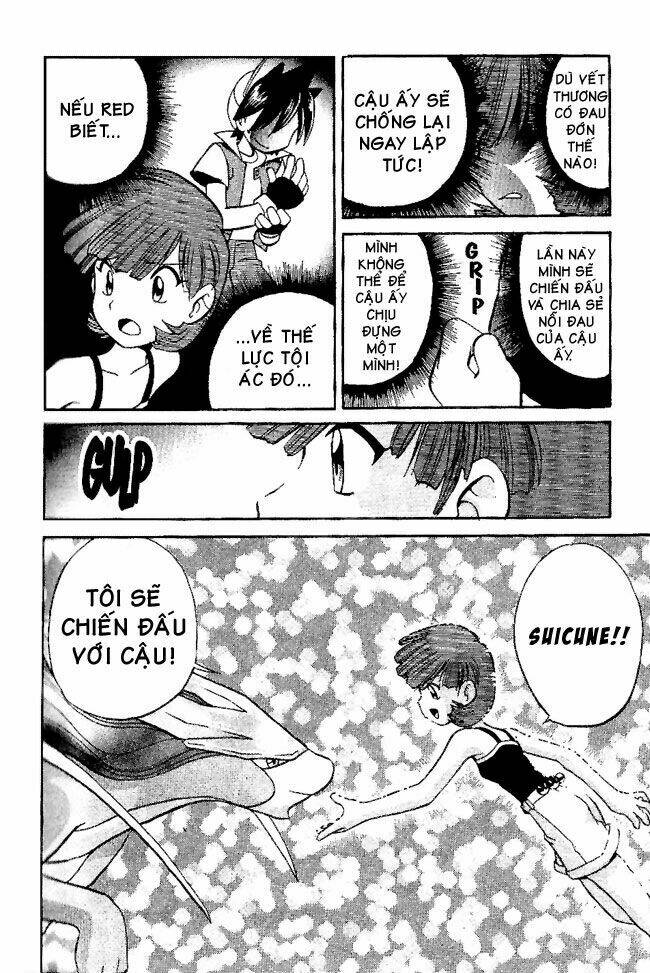 NẾU RED
BIẾT...
...VỀ THẾ
LỰC TỘI
ÁC ĐÓ...
CẬU ẤY SẼ
CHỐNG LẠI
NGAY LẬP
TỨC!
DÙ VẾT
THƯƠNG
CÓ ĐAU
ĐỚN
THẾ
NÀO!
MÌNH
KHÔNG
THỂ ĐỂ
CẬU ẤY
CHỊU
ĐỰNG
MỘT
MÌNH!
GRIP
LẦN NÀY
MÌNH SẼ
CHIẾN ĐẤU
VÀ CHIA SẺ
NỖI ĐAU
CỦA CẬU
ẤY.
GULP
TÔI SẼ
CHIẾN ĐẤU
VỚI CẬU!
SUICUNE!!